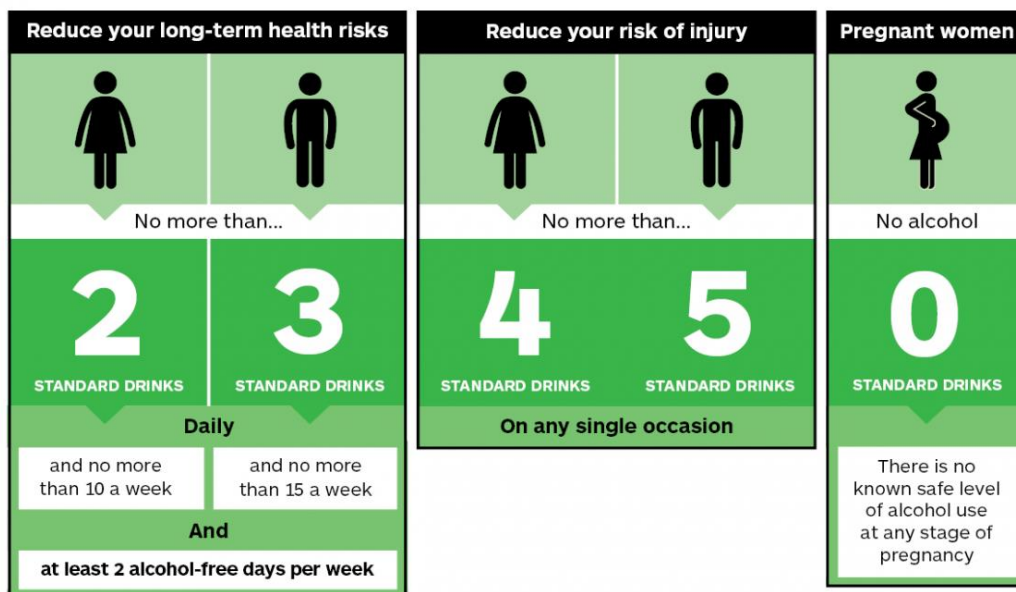 Reduce your long-term health risks
No more than...
2
3
STANDARD DRINKS
STANDARD DRINKS
Daily
and no more
than 10 a week
and no more
than 15 a week
And
at least 2 alcohol-free days per week
Reduce your risk of injury
No more than...
4
5
STANDARD DRINKS
STANDARD DRINKS
On any single occasion
Pregnant women
No alcohol
0
STANDARD DRINKS
There is no
known safe level
of alcohol use
at any stage of
pregnancy